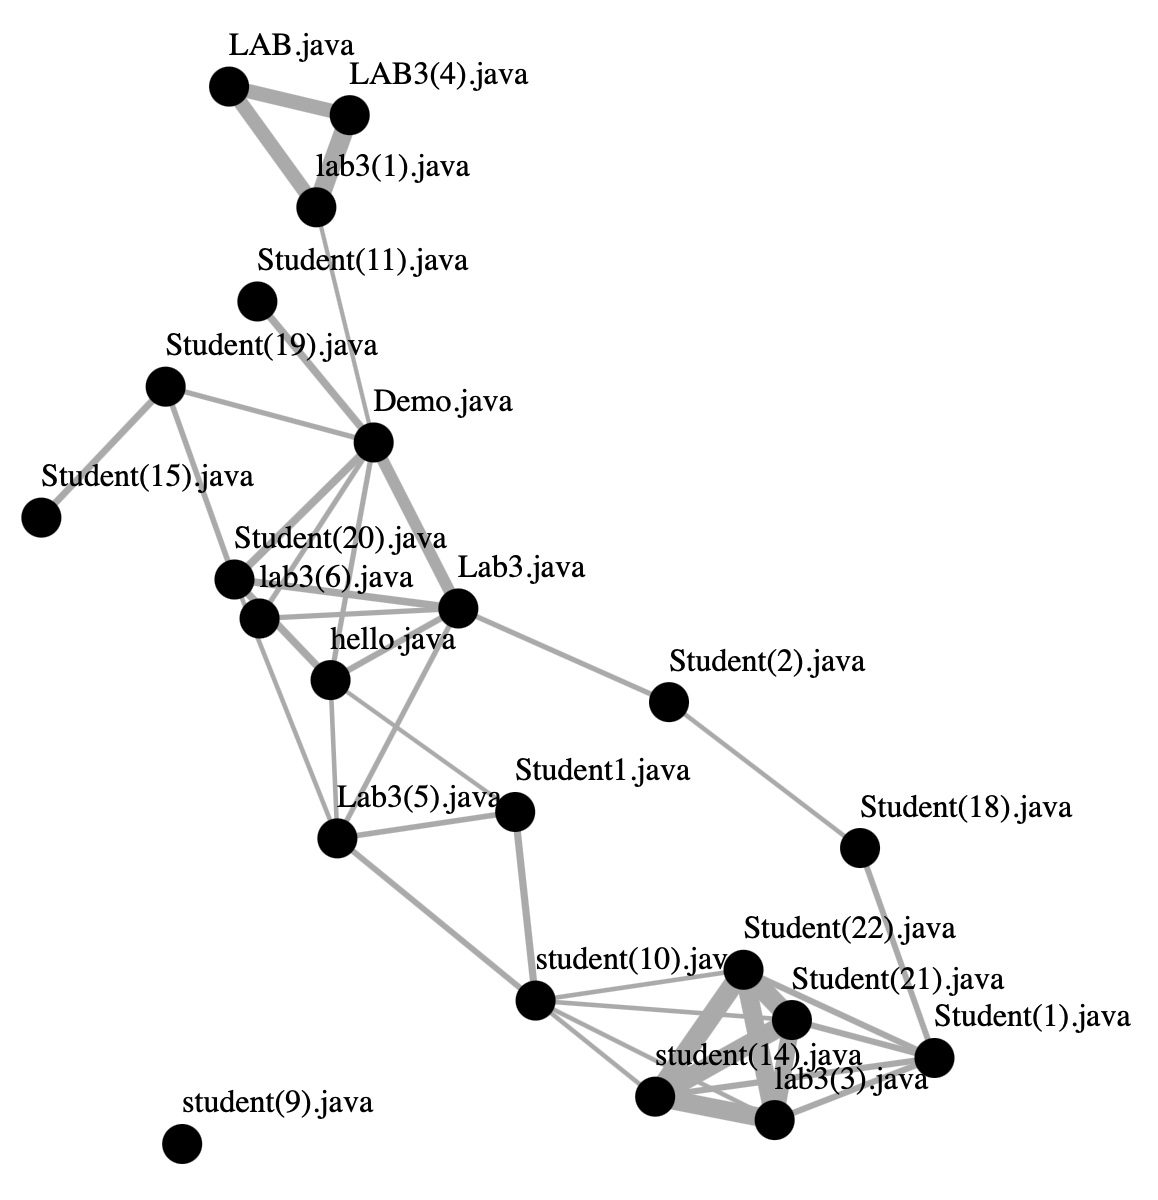 LAB.java
LAB3(4).java
lab3(1).java
Student(11).java
Student(19).java
Demo.java
Student(15).java
Student(20).java
Lab3.java
lab3(6).java
hello.java
Student(2).java
Student1.java
Lab3(5).java
Student(18).java
Student(22).java
student(10).jav
Student(21).java
Student(1).java
student(14).java
lab3(3).java
student(9).java